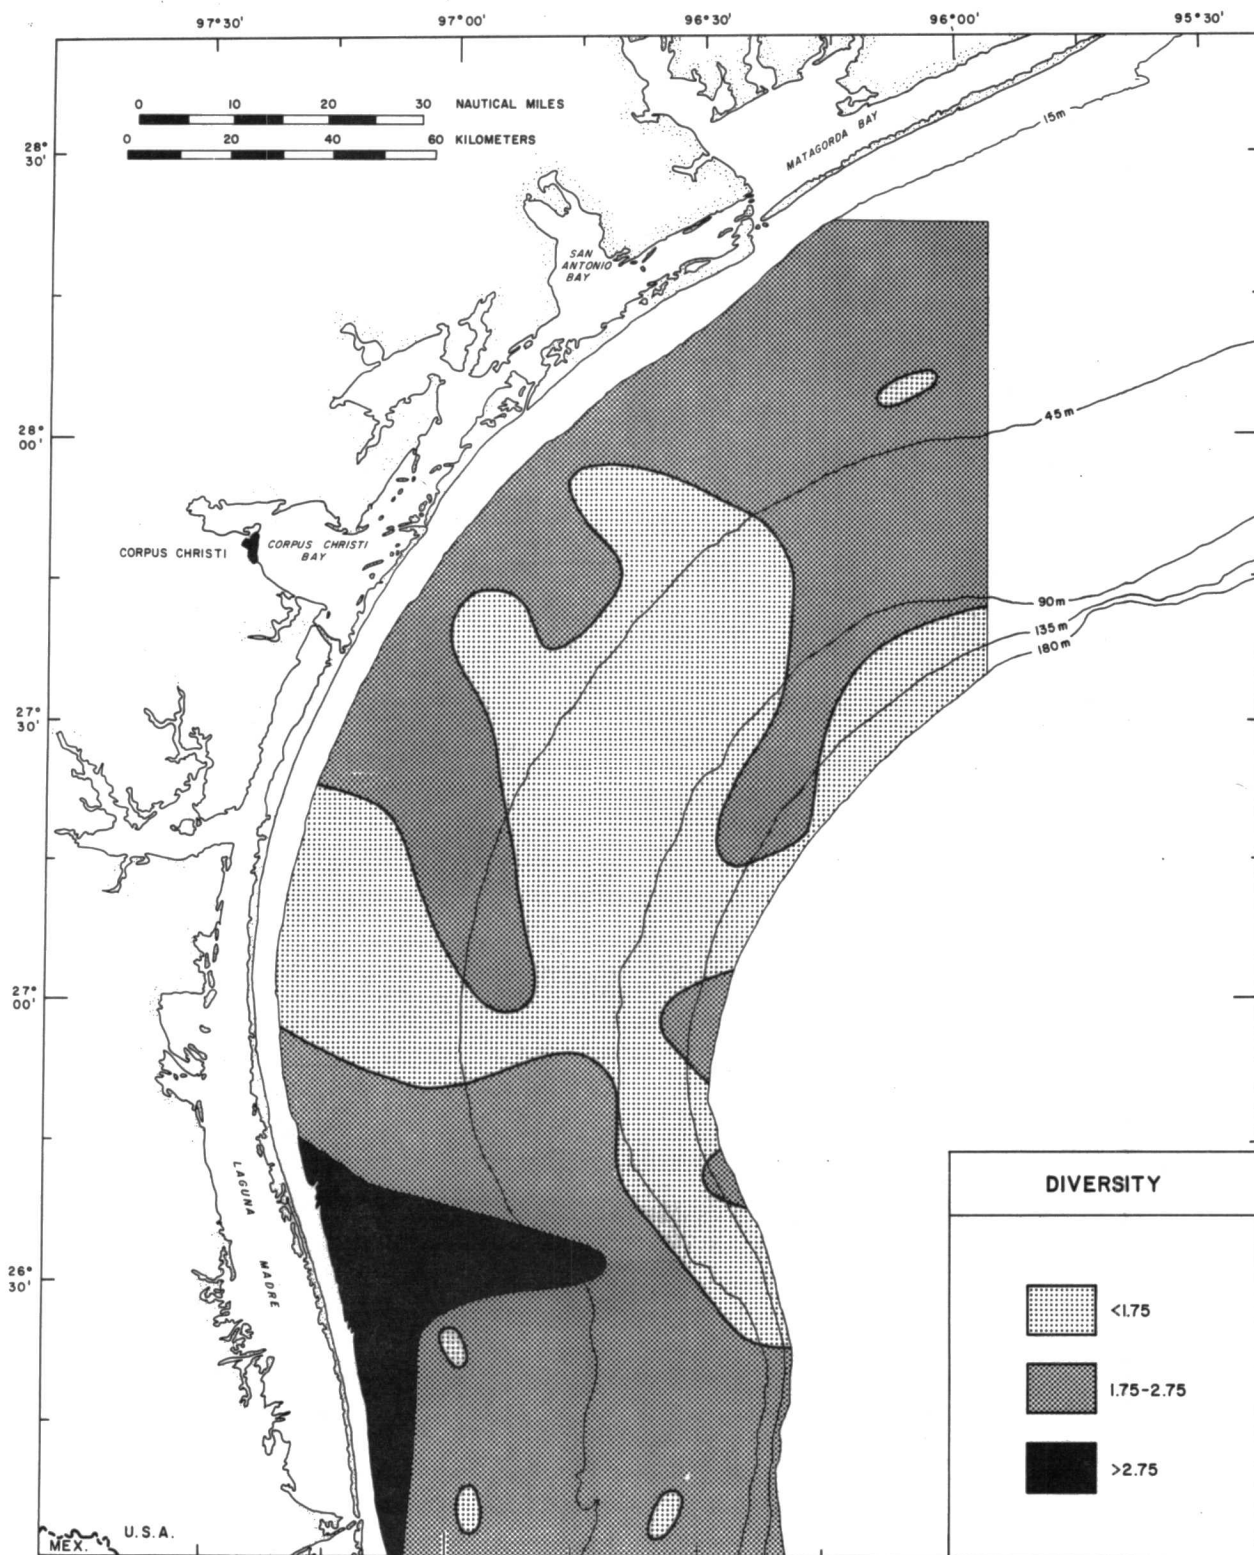 97°30'
97°00'
96°30'
96°00'
95°30'
0 10 20 30 NAUTICAL MILES
0 20 40 60 KILOMETERS
28°
30'
MATAGORDA BAY
15m
SAN
ANTONIO
BAY
45m
28°
00'
CORPUS CHRISTI
CORPUS CHRISTI
BAY
90m
135m
180m
27°
30'
27°
00'
LAGUNA MADRE
26°
30'
DIVERSITY
<1.75
1.75-2.75
>2.75
U.S.A.
MEX.